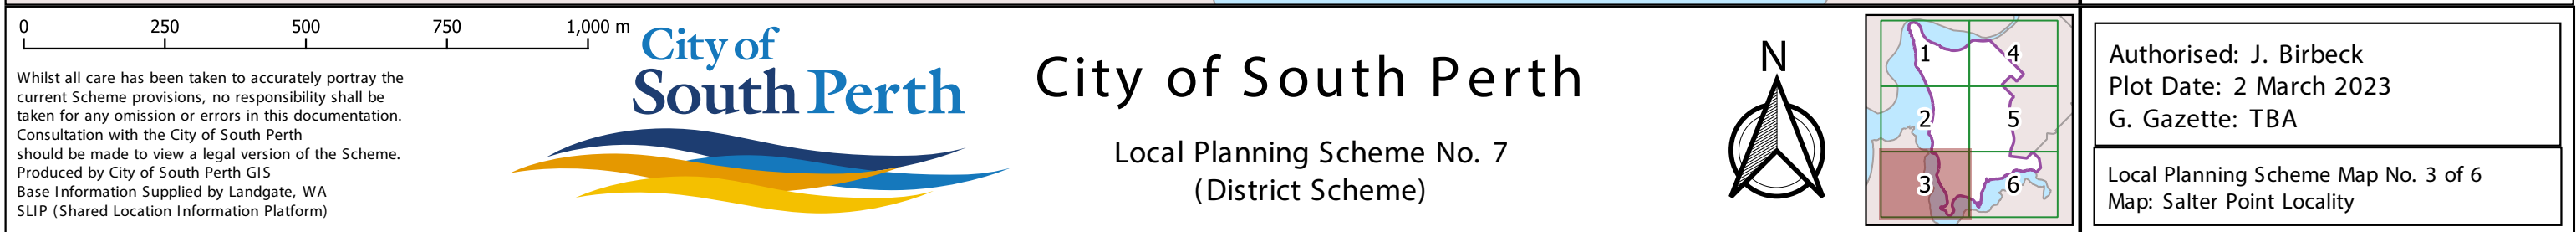 0 250 500 750 1,000 m
Whilst all care has been taken to accurately portray the
current Scheme provisions, no responsibility shall be
taken for any omission or errors in this documentation.
Consultation with the City of South Perth
should be made to view a legal version of the Scheme.
Produced by City of South Perth GIS
Base Information Supplied by Landgate, WA
SLIP (Shared Location Information Platform)
City of
South Perth
City of South Perth
Local Planning Scheme No. 7
(District Scheme)
N
1 4
2 5
3 6
Authorised: J. Birbeck
Plot Date: 2 March 2023
G. Gazette: TBA
Local Planning Scheme Map No. 3 of 6
Map: Salter Point Locality